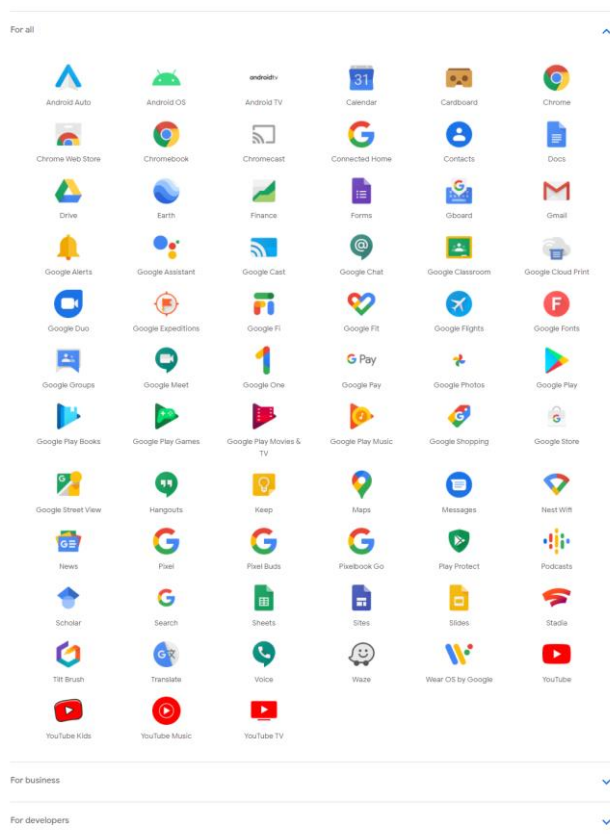 For all
androidtv
31
Android Auto Android OS Android TV Calendar Cardboard Chrome
Chrome Web Store Chromebook Chromecast Connected Home Contacts Docs
Drive Earth Finance Forms Gboard Gmail
Google Alerts Google Assistant Google Cast Google Chat Google Classroom Google Cloud Print
F
Google Duo Google Expeditions Google Fi Google Fit Google Flights Google Fonts
G Pay
Google Groups Google Meet Google One Google Pay Google Photos Google Play
Google Play Books Google Play Games Google Play Movies & Google Play Music Google Shopping Google Store
TV
Google Street View Hangouts Keep Maps Messages Nest Wifi
News Pixel Pixel Buds Pixelbook Go Play Protect Podcasts
Scholar Search Sheets Sites Slides Stadia
Tilt Brush Translate Voice Waze Wear OS by Google YouTube
YouTube Kids YouTube Music YouTube TV
For business
For developers